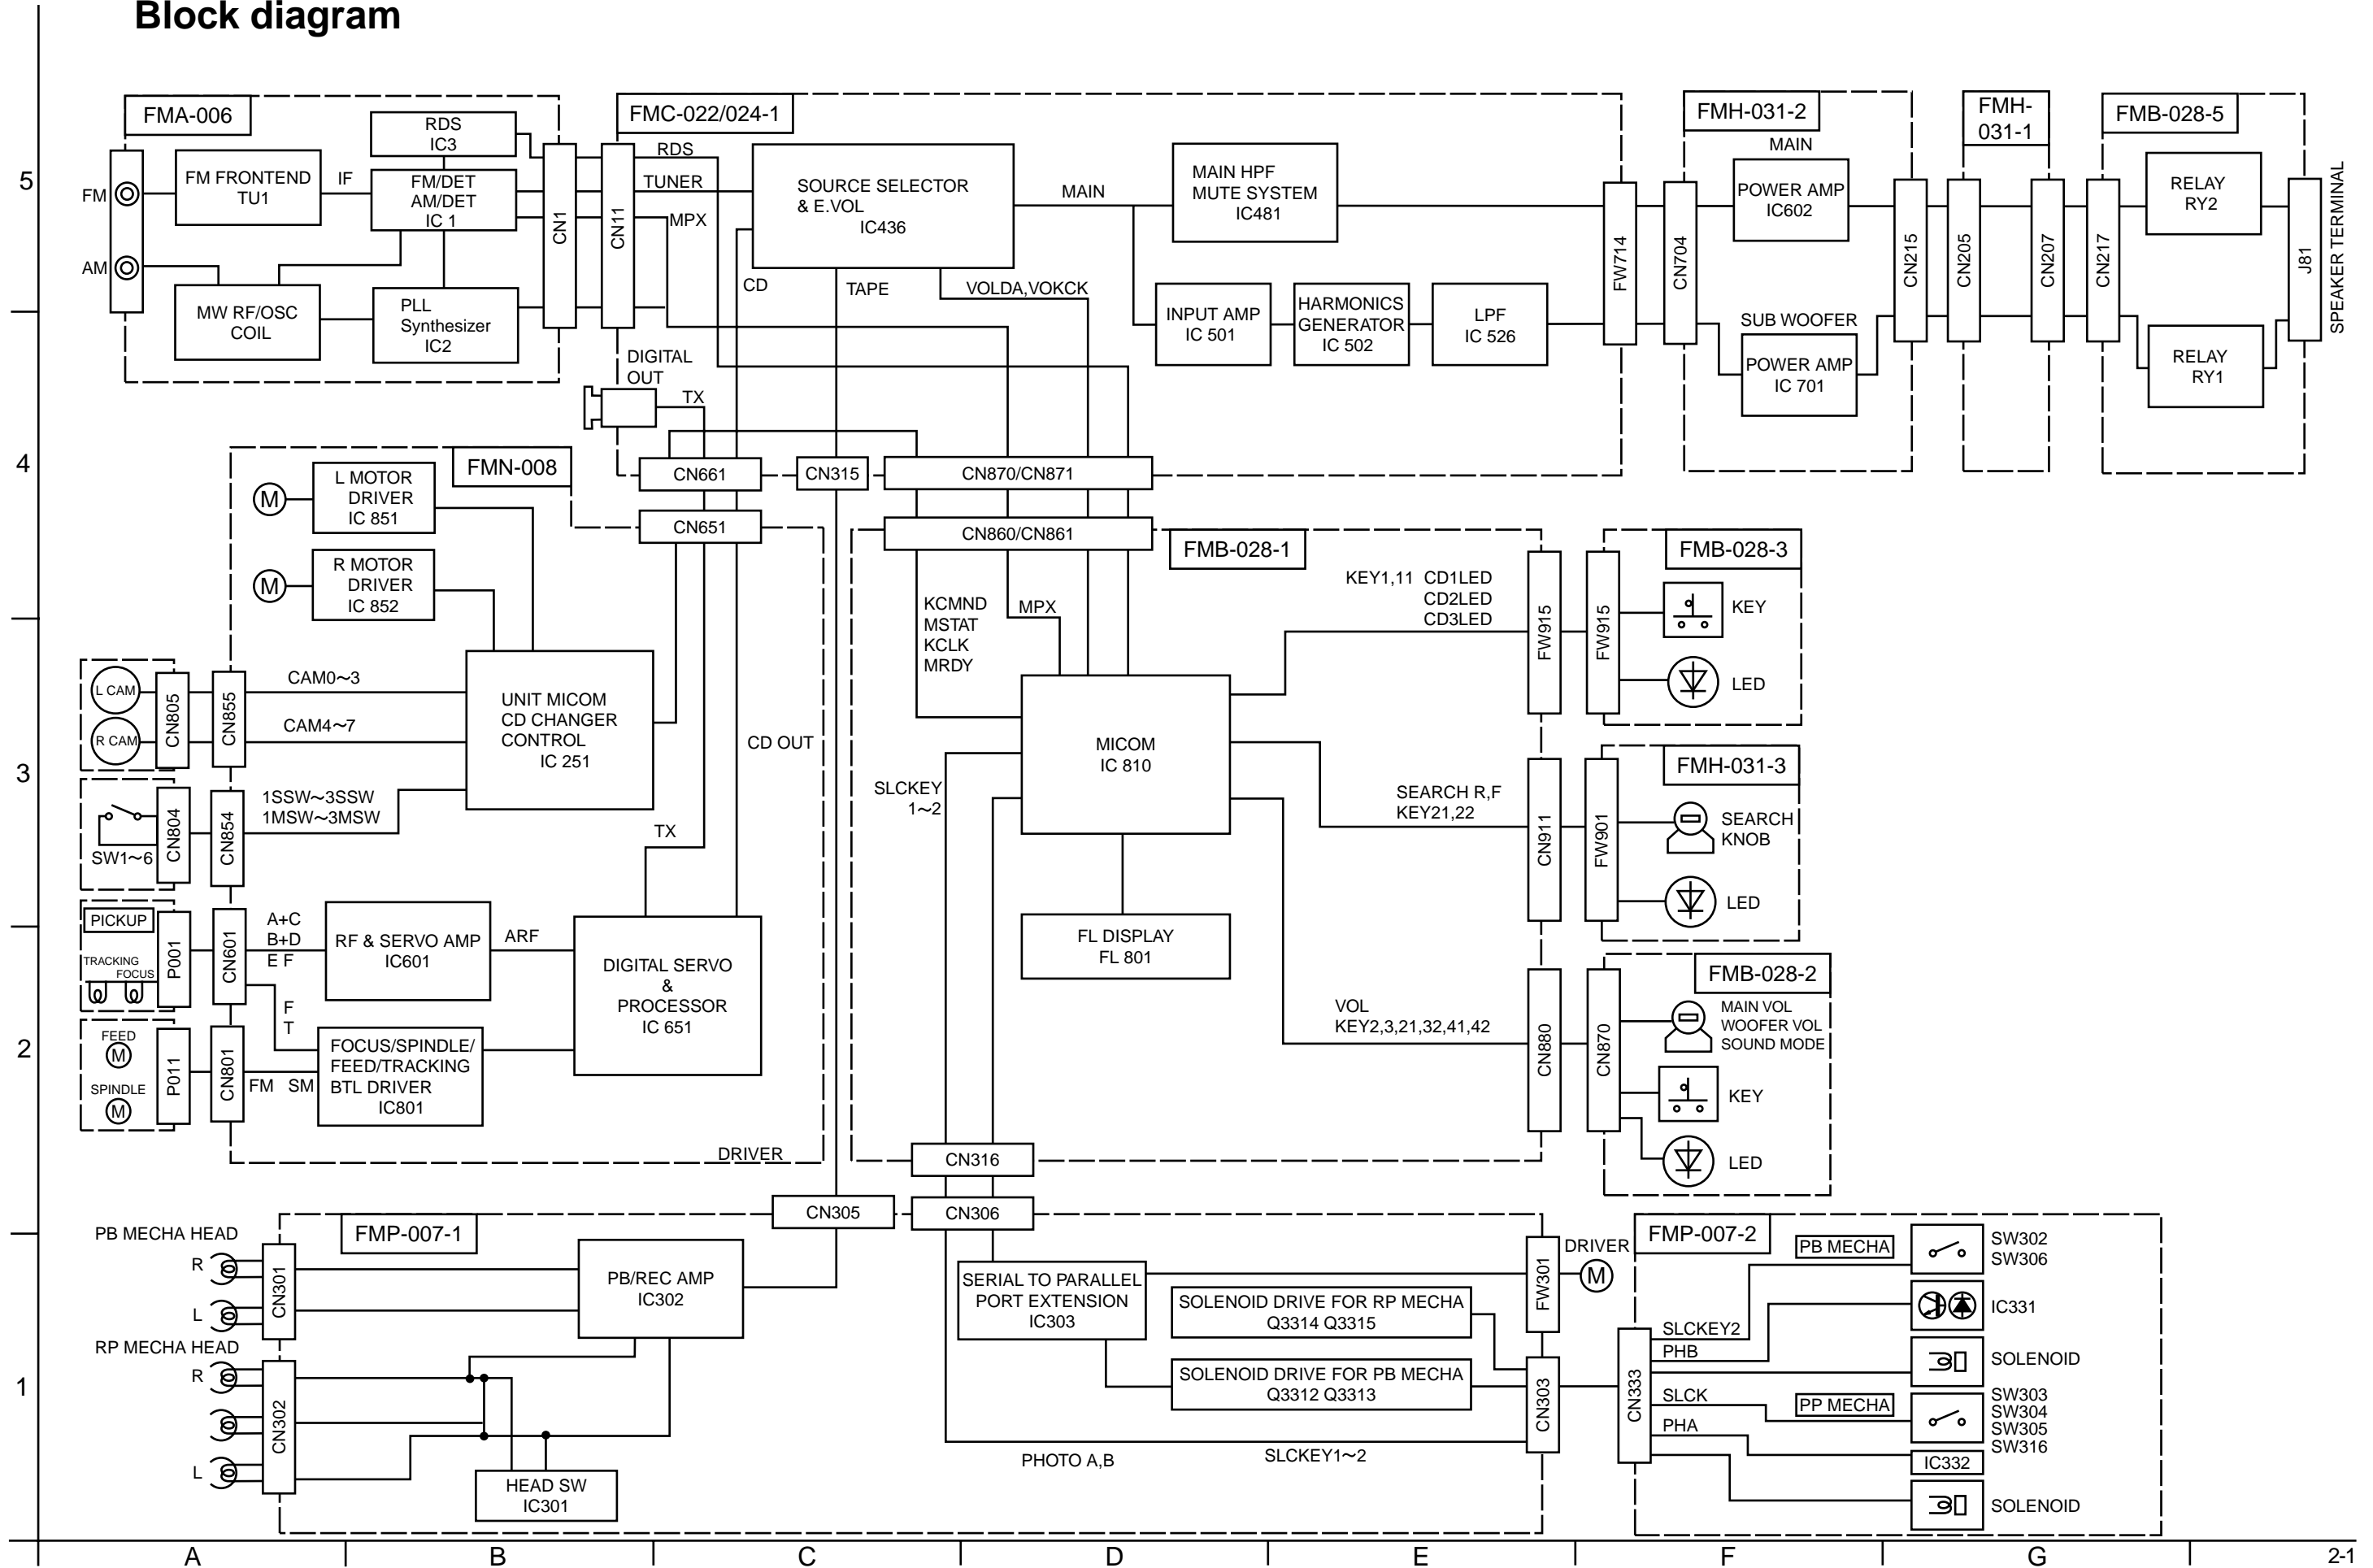 Block diagram
FMA-006
FM
AM
FM FRONTEND
TU1
IF
RDS
IC3
FM/DET
AM/DET
IC 1
MW RF/OSC
COIL
PLL
Synthesizer
IC2
CN1
FMC-022/024-1
CN11
RDS
TUNER
MPX
SOURCE SELECTOR
& E.VOL
IC436
CD
TAPE
VOLDA,VOKCK
MAIN
MAIN HPF
MUTE SYSTEM
IC481
INPUT AMP
IC 501
HARMONICS
GENERATOR
IC 502
LPF
IC 526
FW714
DIGITAL
OUT
TX
CN661
CN315
CN870/CN871
FMH-031-2
MAIN
CN704
POWER AMP
IC602
SUB WOOFER
POWER AMP
IC 701
CN215
FMH-
031-1
CN205
CN207
FMB-028-5
CN217
RELAY
RY2
RELAY
RY1
J81
SPEAKER TERMINAL
5
4
3
2
1
FMN-008
M
L MOTOR
DRIVER
IC 851
M
R MOTOR
DRIVER
IC 852
CN651
L CAM
R CAM
CN805
CN855
CAM0~3
CAM4~7
UNIT MICOM
CD CHANGER
CONTROL
IC 251
CD OUT
SW1~6
CN804
CN854
1SSW~3SSW
1MSW~3MSW
TX
PICKUP
TRACKING
FOCUS
P001
CN601
A+C
B+D
E F
RF & SERVO AMP
IC601
ARF
F
T
DIGITAL SERVO
&
PROCESSOR
IC 651
FEED
M
SPINDLE
M
P011
CN801
FM SM
FOCUS/SPINDLE/
FEED/TRACKING
BTL DRIVER
IC801
DRIVER
CN860/CN861
FMB-028-1
KCMND
MSTAT
KCLK
MRDY
MPX
KEY1,11 CD1LED
CD2LED
CD3LED
FW915
SLCKEY
1~2
MICOM
IC 810
SEARCH R,F
KEY21,22
CN911
FL DISPLAY
FL 801
VOL
KEY2,3,21,32,41,42
CN880
CN316
FMB-028-3
FW915
KEY
LED
FMH-031-3
FW901
SEARCH
KNOB
LED
FMB-028-2
CN870
MAIN VOL
WOOFER VOL
SOUND MODE
KEY
LED
CN305
CN306
FMP-007-1
PB MECHA HEAD
R
L
CN301
RP MECHA HEAD
R
L
CN302
PB/REC AMP
IC302
HEAD SW
IC301
SERIAL TO PARALLEL
PORT EXTENSION
IC303
SOLENOID DRIVE FOR RP MECHA
Q3314 Q3315
SOLENOID DRIVE FOR PB MECHA
Q3312 Q3313
PHOTO A,B
SLCKEY1~2
FW301
CN303
DRIVER
M
FMP-007-2
CN333
PB MECHA
SW302
SW306
IC331
SLCKEY2
PHB
SOLENOID
SLCK
PP MECHA
SW303
SW304
SW305
SW316
PHA
IC332
SOLENOID
A
B
C
D
E
F
G
2-1